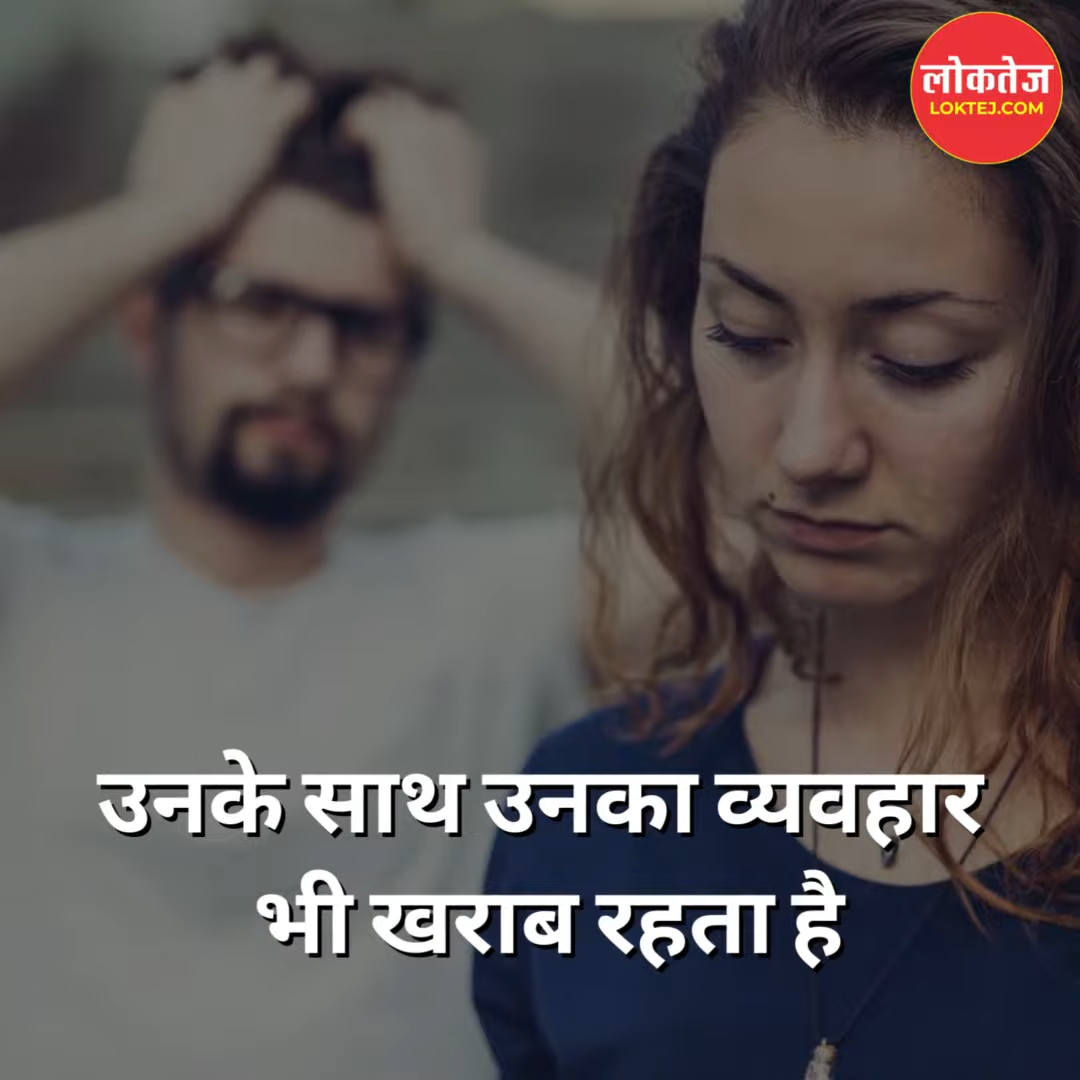 लोकतेज
LOKTEJ.COM
उनके साथ उनका व्यवहार
भी खराब रहता है